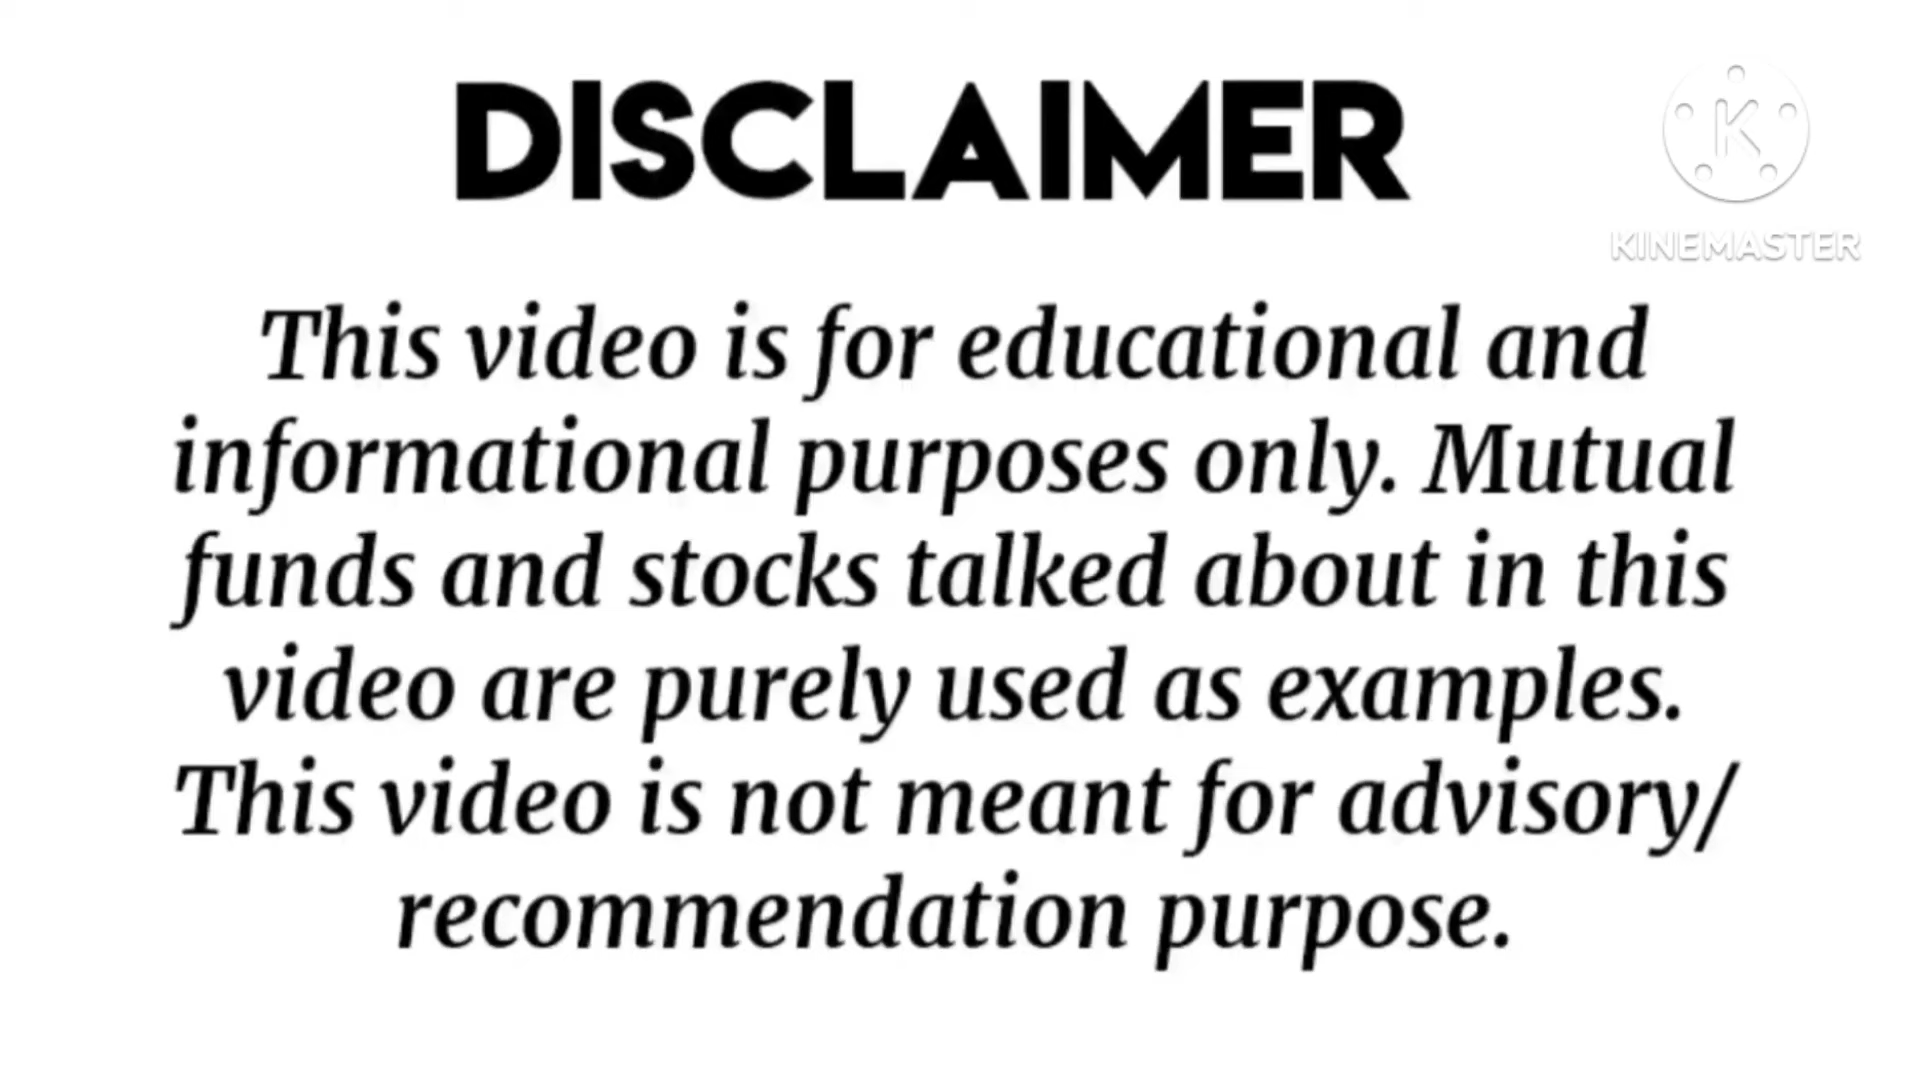 DISCLAIMER
K
KINEMASTER
This video is for educational and
informational purposes only. Mutual
funds and stocks talked about in this
video are purely used as examples.
This video is not meant for advisory/
recommendation purpose.